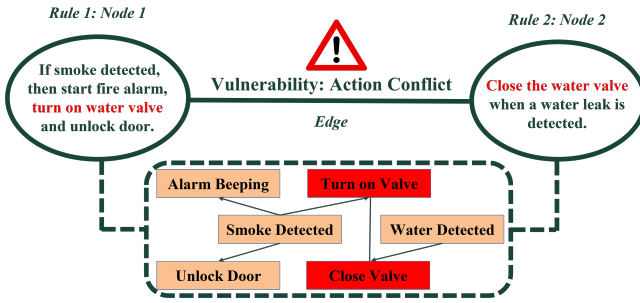 Rule 1: Node 1
Rule 2: Node 2
If smoke detected,
then start fire alarm,
turn on water valve
and unlock door.
!
Vulnerability: Action Conflict
Edge
Close the water valve
when a water leak is
detected.
Alarm Beeping
Turn on Valve
Smoke Detected
Water Detected
Unlock Door
Close Valve